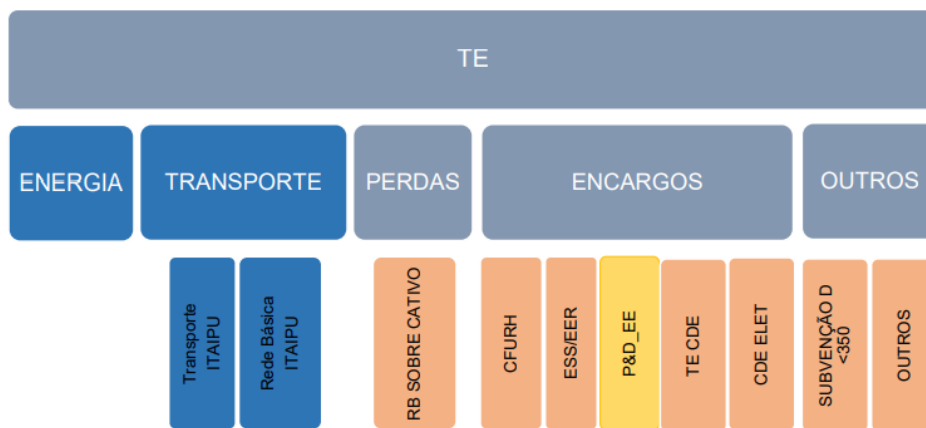 TE
ENERGIA
TRANSPORTE
PERDAS
ENCARGOS
OUTROS
Transporte
ITAIPU
Rede Básica
ITAIPU
RB SOBRE CATIVO
CFURH
ESS/EER
P&D_EE
TE CDE
CDE ELET
SUBVENÇÃO D
<350
OUTROS